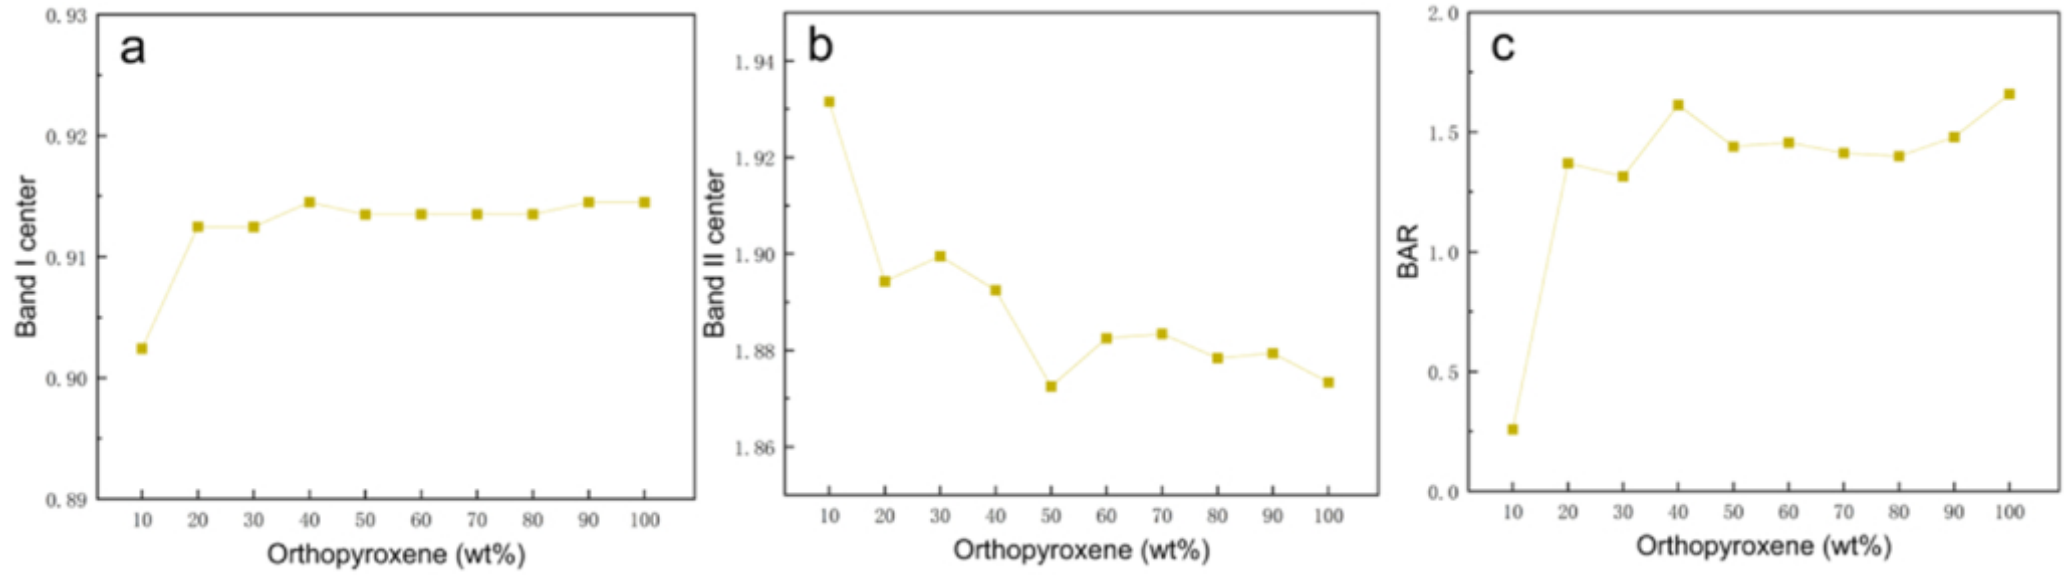 a
0.93
0.92
0.91
0.90
0.89
Band I center
10 20 30 40 50 60 70 80 90 100
Orthopyroxene (wt%)
b
1.94
1.92
1.90
1.88
1.86
Band II center
10 20 30 40 50 60 70 80 90 100
Orthopyroxene (wt%)
c
2.0
1.5
1.0
0.5
0.0
BAR
10 20 30 40 50 60 70 80 90 100
Orthopyroxene (wt%)